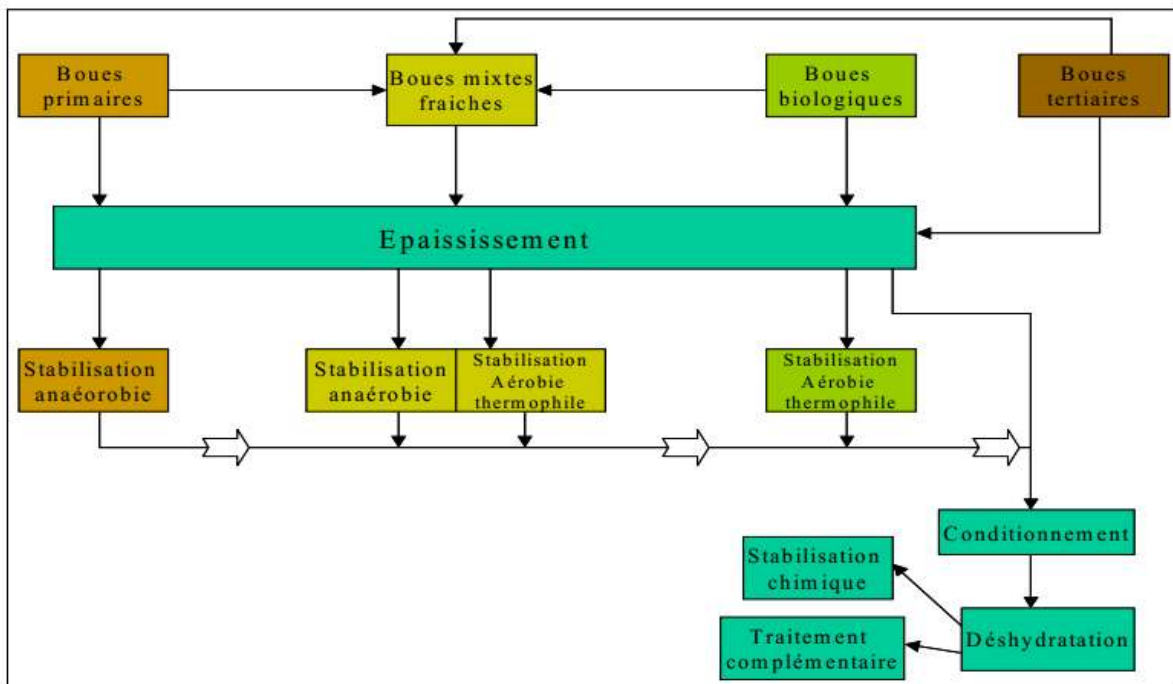 Boues
primaires
Boues mixtes
fraiches
Boues
biologiques
Boues
tertiaires
Epaississement
Stabilisation
anaéorobie
Stabilisation
anaérobie
Stabilisation
Aérobie
thermophile
Stabilisation
Aérobie
thermophile
Conditionnement
Stabilisation
chimique
Déshydratation
Traitement
complémentaire